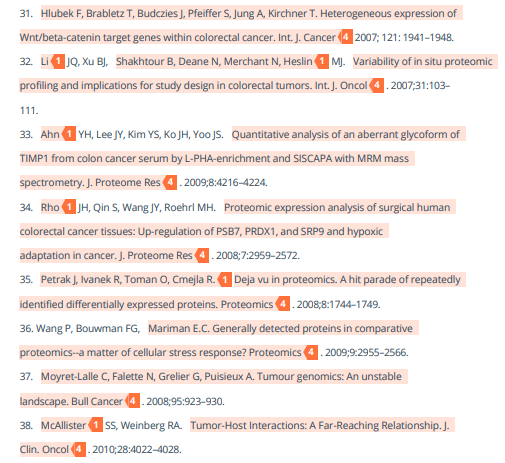 31. Hlubek F, Brabletz T, Budczies J, Pfeiffer S, Jung A, Kirchner T. Heterogeneous expression of
Wnt/beta-catenin target genes within colorectal cancer. Int. J. Cancer 4 2007; 121: 1941–1948.
32. Li 1 JQ, Xu BJ, Shakhtour B, Deane N, Merchant N, Heslin 1 MJ. Variability of in situ proteomic
profiling and implications for study design in colorectal tumors. Int. J. Oncol 4 . 2007;31:103–
111.
33. Ahn 1 YH, Lee JY, Kim YS, Ko JH, Yoo JS. Quantitative analysis of an aberrant glycoform of
TIMP1 from colon cancer serum by L-PHA-enrichment and SISCAPA with MRM mass
spectrometry. J. Proteome Res 4 . 2009;8:4216–4224.
34. Rho 1 JH, Qin S, Wang JY, Roehrl MH. Proteomic expression analysis of surgical human
colorectal cancer tissues: Up-regulation of PSB7, PRDX1, and SRP9 and hypoxic
adaptation in cancer. J. Proteome Res 4 . 2008;7:2959–2572.
35. Petrak J, Ivanek R, Toman O, Cmejla R. 1 Deja vu in proteomics. A hit parade of repeatedly
identified differentially expressed proteins. Proteomics 4 . 2008;8:1744–1749.
36. Wang P, Bouwman FG, Mariman E.C. Generally detected proteins in comparative
proteomics--a matter of cellular stress response? Proteomics 4 . 2009;9:2955–2566.
37. Moyret-Lalle C, Falette N, Grelier G, Puisieux A. Tumour genomics: An unstable
landscape. Bull Cancer 4 . 2008;95:923–930.
38. McAllister 1 SS, Weinberg RA. Tumor-Host Interactions: A Far-Reaching Relationship. J.
Clin. Oncol 4 . 2010;28:4022–4028.